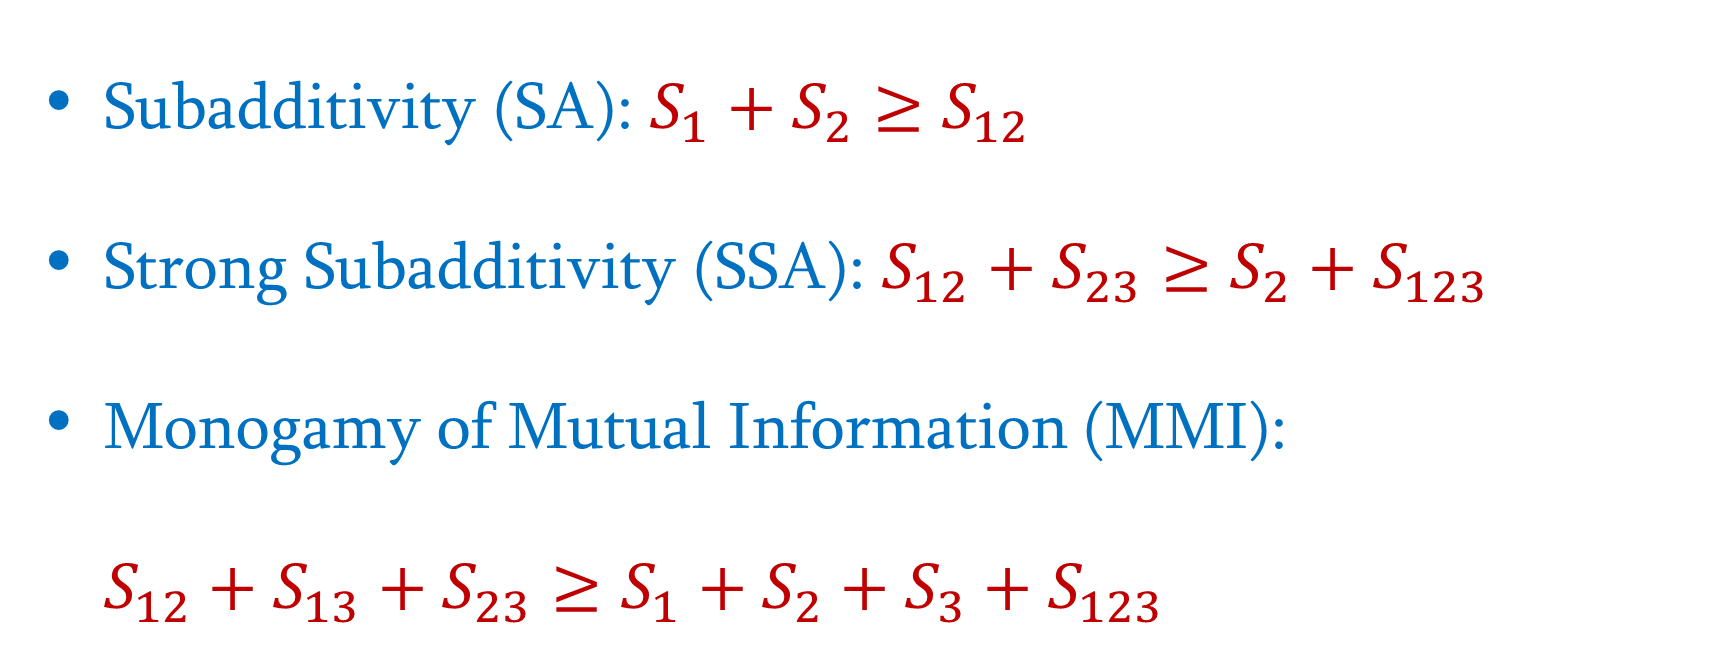 • Subadditivity (SA): S₁ + S₂ ≥ S₁₂
• Strong Subadditivity (SSA): S₁₂ + S₂₃ ≥ S₂ + S₁₂₃
• Monogamy of Mutual Information (MMI):
S₁₂ + S₁₃ + S₂₃ ≥ S₁ + S₂ + S₃ + S₁₂₃